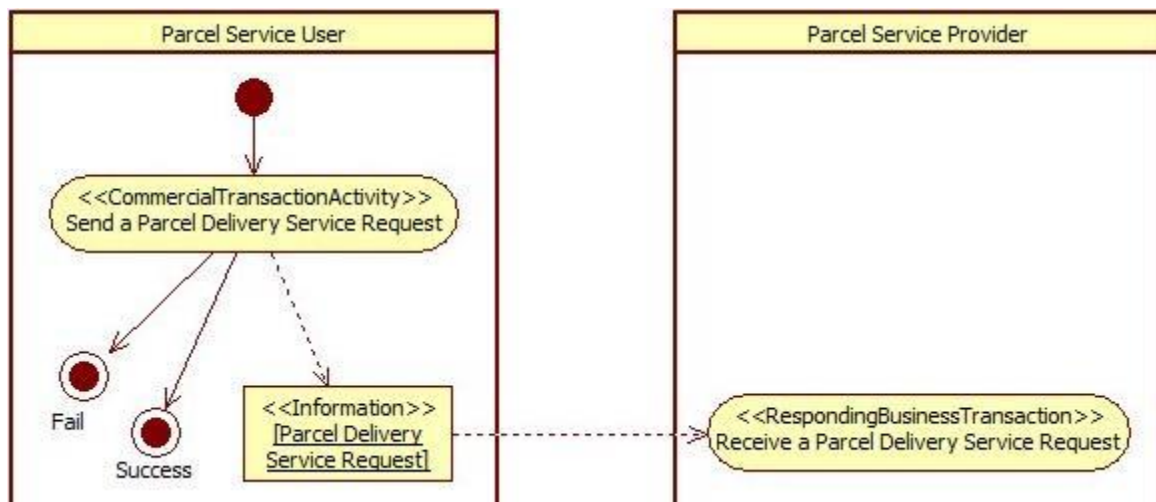 Parcel Service User
Parcel Service Provider
<<CommercialTransactionActivity>>
Send a Parcel Delivery Service Request
Fail
Success
<<Information>>
[Parcel Delivery
Service Request]
<<RespondingBusinessTransaction>>
Receive a Parcel Delivery Service Request